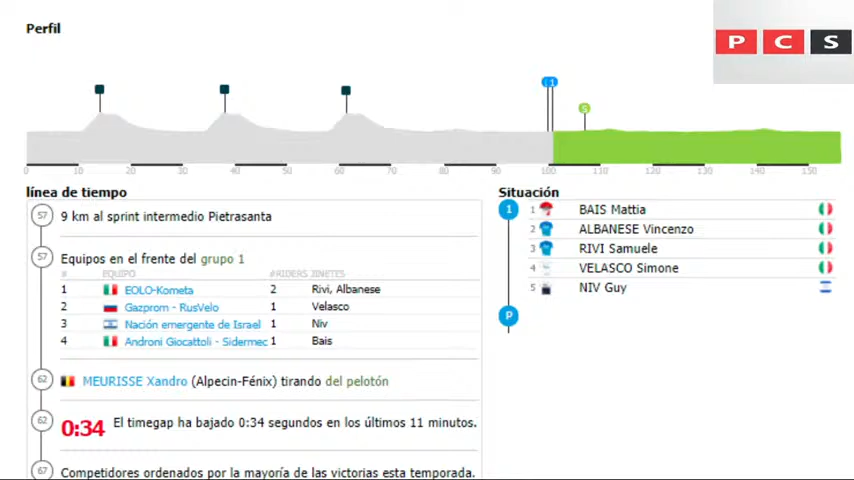 Perfil
P C S
1
S
0 10 20 30 40 50 60 70 80 90 100 110 120 130 140 150
línea de tiempo
57 9 km al sprint intermedio Pietrasanta
57 Equipos en el frente del grupo 1
# EQUIPO #RIDERS JINETES
1 EOLO-Kometa 2 Rivi, Albanese
2 Gazprom - RusVelo 1 Velasco
3 Nación emergente de Israel 1 Niv
4 Androni Giocattoli - Sidermec 1 Bais
62 MEURISSE Xandro (Alpecin-Fénix) tirando del pelotón
62 0:34 El timegap ha bajado 0:34 segundos en los últimos 11 minutos.
67 Competidores ordenados por la mayoría de las victorias esta temporada.
Situación
1 1 BAIS Mattia
2 ALBANESE Vincenzo
3 RIVI Samuele
4 VELASCO Simone
5 NIV Guy
P